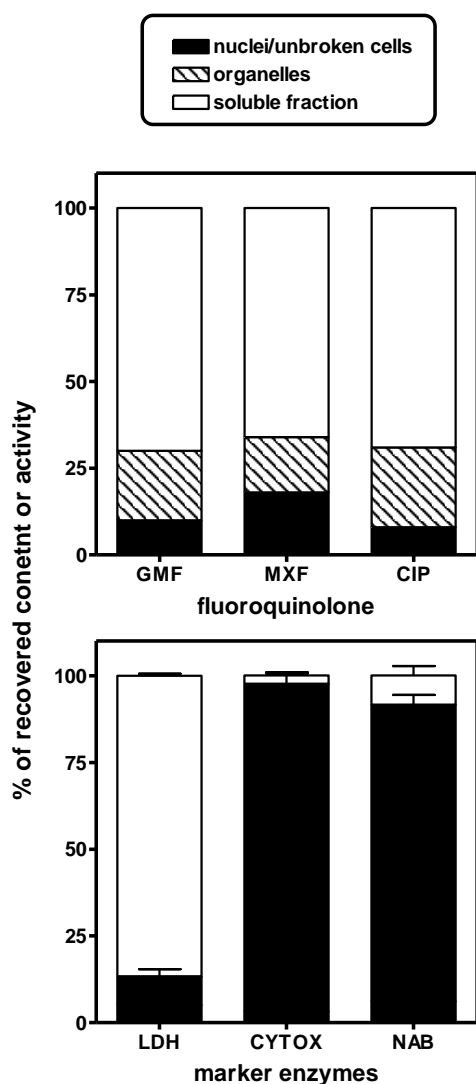 nuclei/unbroken cells
organelles
soluble fraction
100
75
50
25
0
GMF MXF CIP
fluoroquinolone
% of recovered conetnt or activity
100
75
50
25
0
LDH CYTOX NAB
marker enzymes